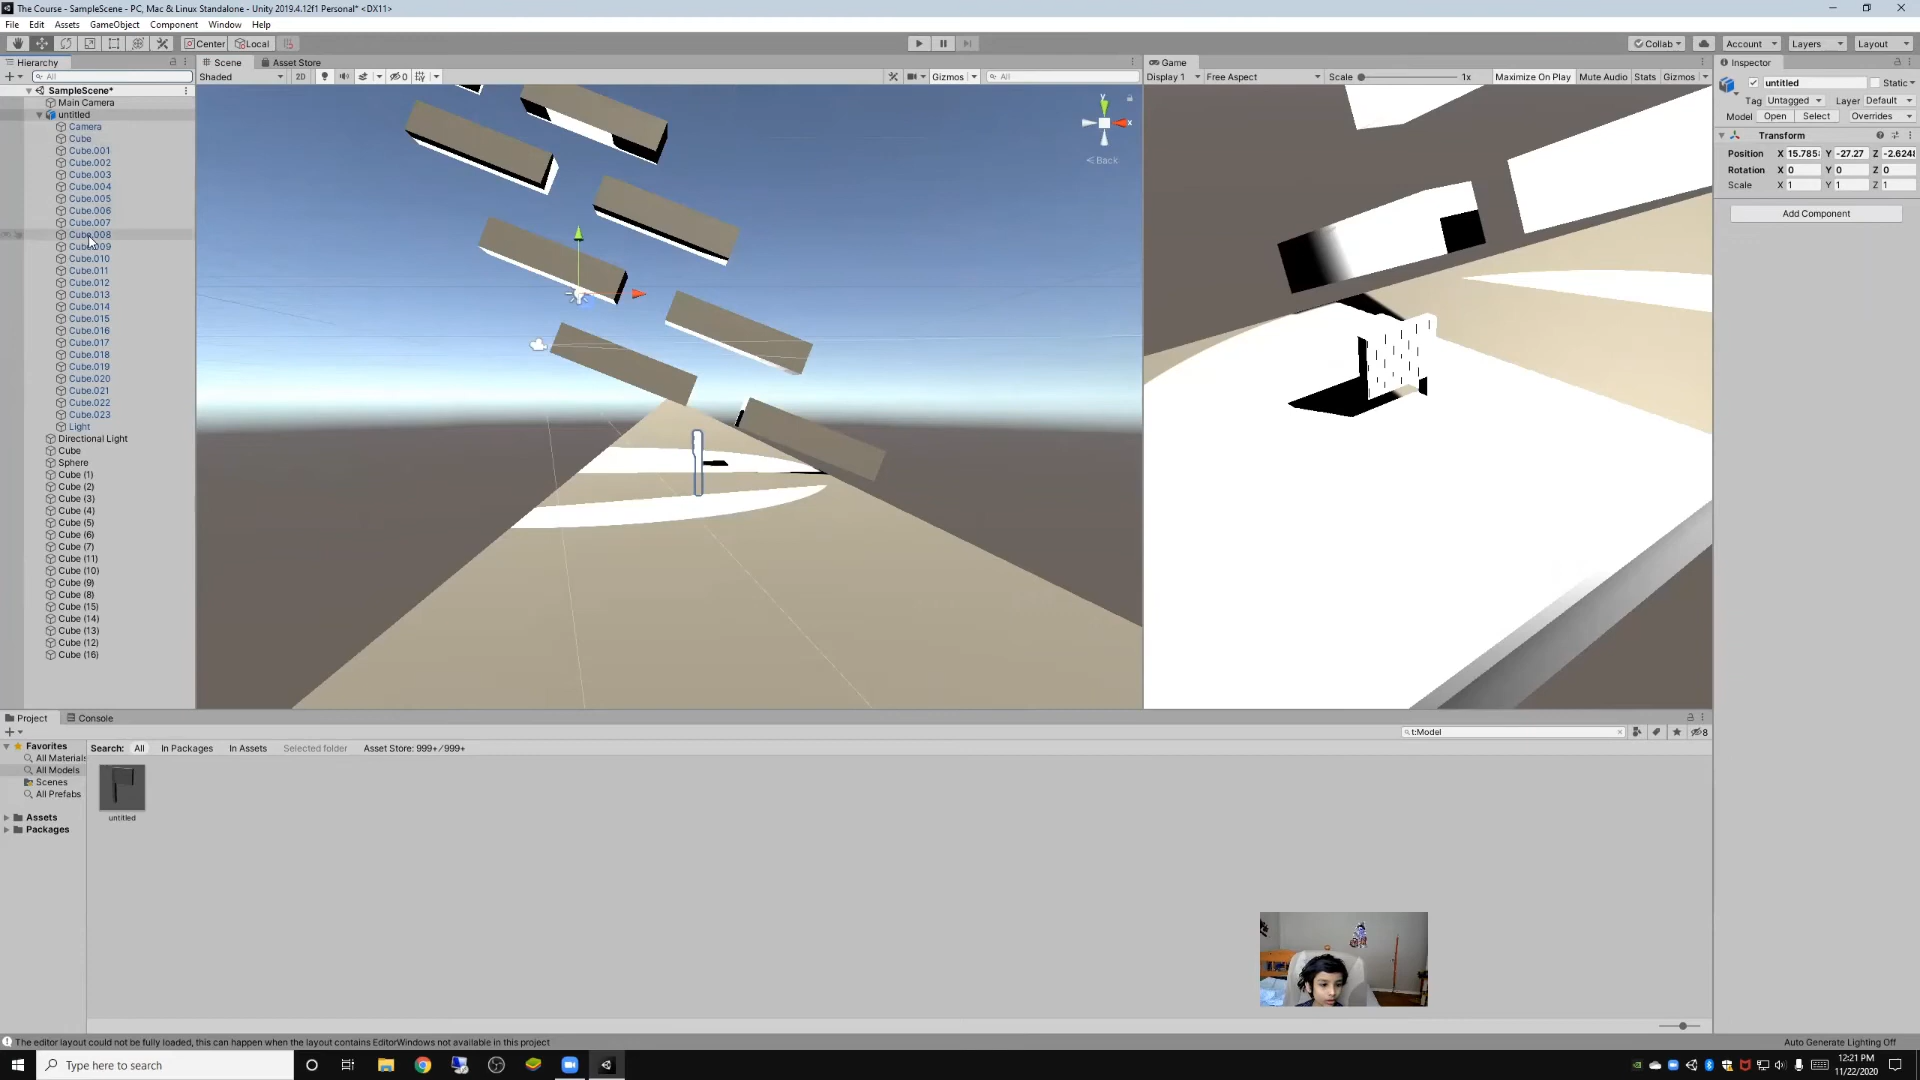 The Course - SampleScene - PC, Mac & Linux Standalone - Unity 2019.4.12f1 Personal* <DX11>
File Edit Assets GameObject Component Window Help
Center Local Collab Account Layers Layout
Hierarchy
All
SampleScene*
Main Camera
untitled
Camera
Cube
Cube.001
Cube.002
Cube.003
Cube.004
Cube.005
Cube.006
Cube.007
Cube.008
Cube.009
Cube.010
Cube.011
Cube.012
Cube.013
Cube.014
Cube.015
Cube.016
Cube.017
Cube.018
Cube.019
Cube.020
Cube.021
Cube.022
Cube.023
Light
Directional Light
Cube
Sphere
Cube (1)
Cube (2)
Cube (3)
Cube (4)
Cube (5)
Cube (6)
Cube (7)
Cube (11)
Cube (10)
Cube (9)
Cube (8)
Cube (15)
Cube (14)
Cube (13)
Cube (12)
Cube (16)
Scene Asset Store
Shaded 2D 0 Gizmos All
y
x
< Back
Game
Display 1 Free Aspect Scale 1x Maximize On Play Mute Audio Stats Gizmos
Inspector
untitled Static
Tag Untagged Layer Default
Model Open Select Overrides
Transform
Position X 15.785 Y -27.27 Z -2.624
Rotation X 0 Y 0 Z 0
Scale X 1 Y 1 Z 1
Add Component
Project Console
t:Model 8
Favorites
All Materials
All Models
Scenes
All Prefabs
Assets
Packages
Search: All In Packages In Assets Selected folder Asset Store: 999+/999+
untitled
The editor layout could not be fully loaded, this can happen when the layout contains EditorWindows not available in this project
Auto Generate Lighting Off
Type here to search
12:21 PM
11/22/2020